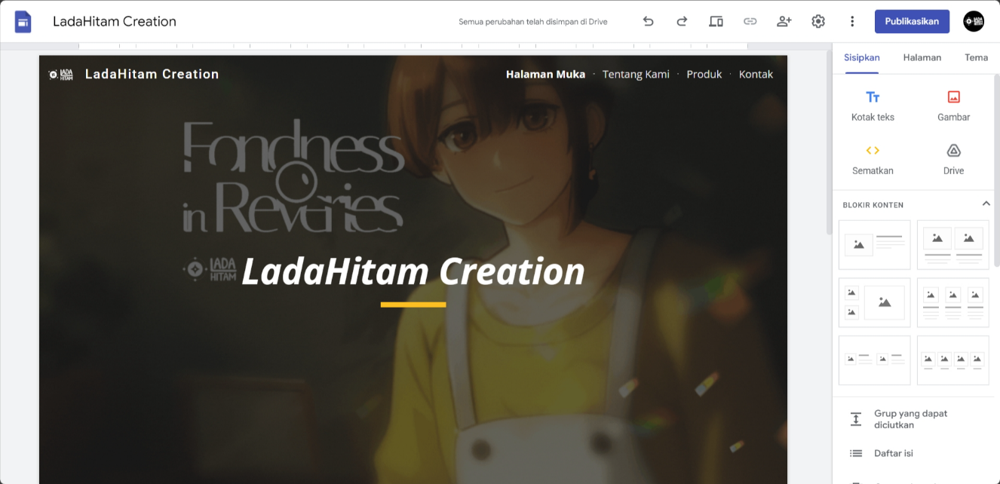 LadaHitam Creation
Semua perubahan telah disimpan di Drive
Publikasikan
LADA HITAM
LadaHitam Creation
Halaman Muka · Tentang Kami · Produk · Kontak
Fondness
in Reveries
LADA
HITAM
LadaHitam Creation
Sisipkan
Halaman
Tema
Kotak teks
Gambar
Sematkan
Drive
BLOKIR KONTEN
Grup yang dapat
diciutkan
Daftar isi